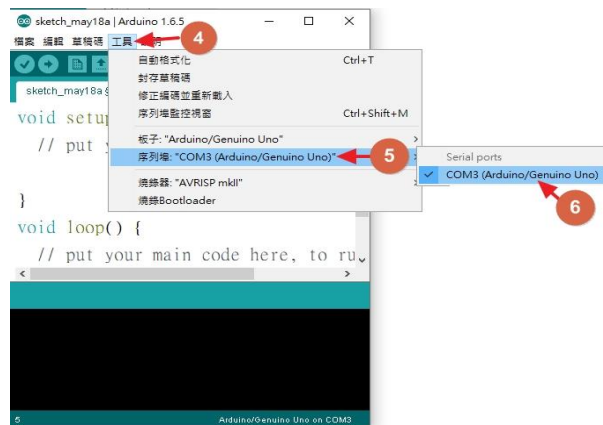 sketch_may18a | Arduino 1.6.5
檔案 編輯 草稿碼 工具 明
4
sketch_may18a §
自動格式化 Ctrl+T
封存草稿碼
修正編碼並重新載入
序列埠監控視窗 Ctrl+Shift+M
板子: "Arduino/Genuino Uno"
序列埠: "COM3 (Arduino/Genuino Uno)"
5
Serial ports
COM3 (Arduino/Genuino Uno)
6
燒錄器: "AVRISP mkII"
燒錄Bootloader
void setu
// put
}
void loop() {
// put your main code here, to ru
5 Arduino/Genuino Uno on COM3